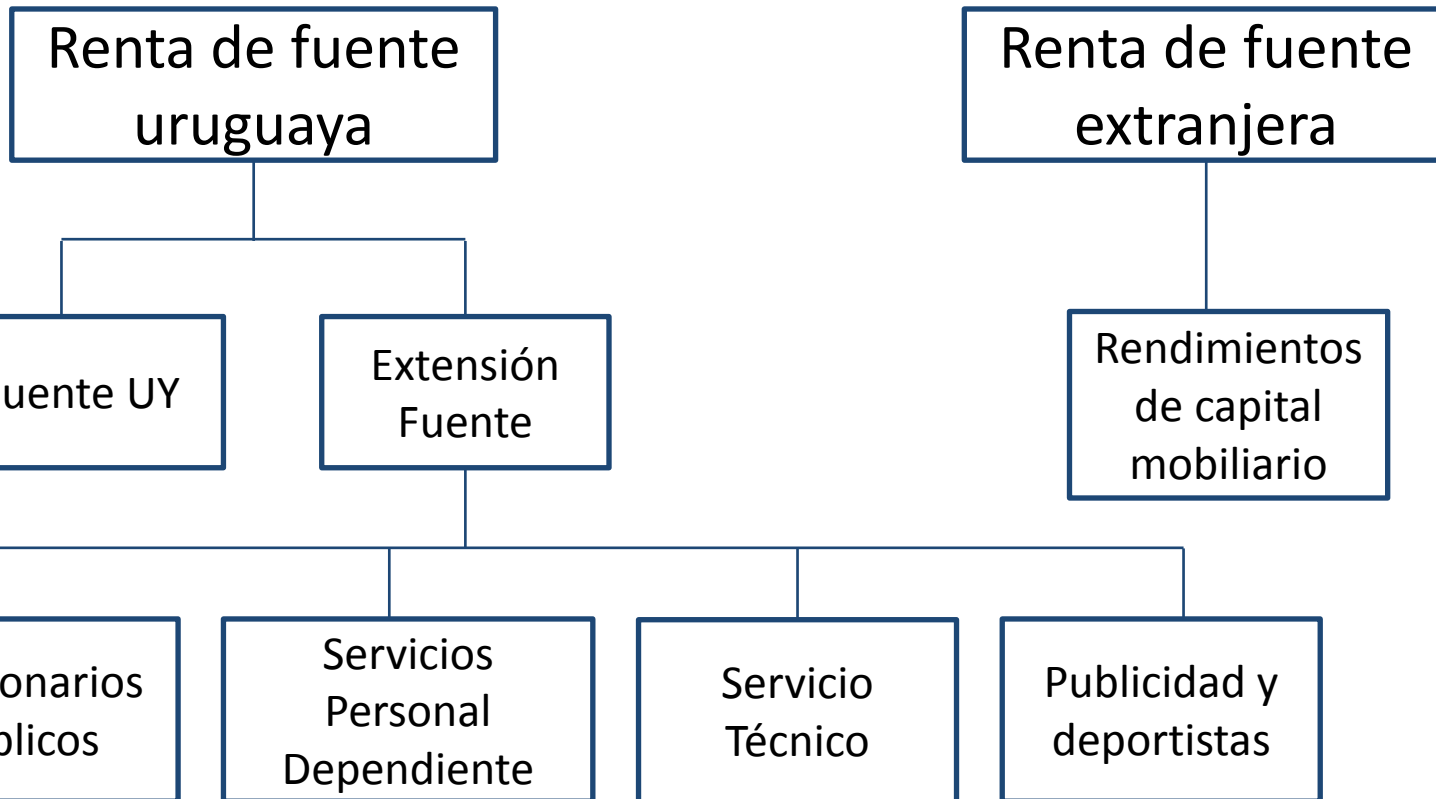 Renta de fuente
uruguaya
Renta de fuente
extranjera
uente UY
Extensión
Fuente
Rendimientos
de capital
mobiliario
onarios
blicos
Servicios
Personal
Dependiente
Servicio
Técnico
Publicidad y
deportistas